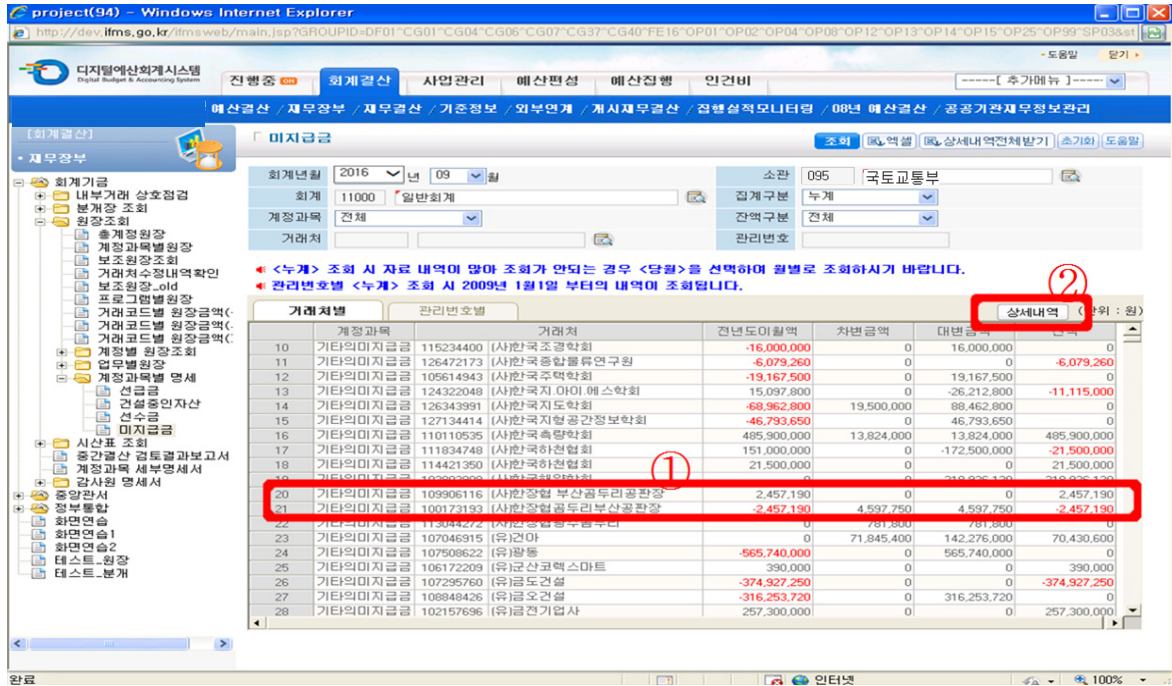 project(94) - Windows Internet Explorer
http://dev.ifms.go.kr/ifmsweb/main.jsp?GROUPID=DF01^CG01^CG04^CG06^CG07^CG37^CG40^FE16^OP01^OP02^OP04^OP08^OP12^OP13^OP14^OP15^OP25^OP99^SP03&st
- 도움말 닫기
디지털예산회계시스템
Digital Budget & Accounting System
진행중 회계결산 사업관리 예산편성 예산집행 인건비 -----[ 추가메뉴 ]-----
예산결산 / 재무장부 / 재무결산 / 기준정보 / 외부연계 / 개시재무결산 / 집행실적모니터링 / 08년 예산결산 / 공공기관재무정보관리
[회계결산]
• 재무장부
회계기금
내부거래 상호점검
분개장 조회
원장조회
총계정원장
계정과목별원장
보조원장조회
거래처수정내역확인
보조원장_old
프로그램별원장
거래코드별 원장금액(
거래코드별 원장금액(
거래코드별 원장금액(
계정별 원장조회
업무별원장
계정과목별 명세
선급금
건설중인자산
선수금
미지급금
시산표 조회
중간결산 검토결과보고서
계정과목 세부명세서
감사원 명세서
중앙관서
정부통합
화면연습
화면연습1
화면연습2
테스트_원장
테스트_분개
미지급금 조회 엑셀 상세내역전체받기 초기화 도움말
회계년월 2016 년 09 월 소관 095 국토교통부
회계 11000 일반회계 집계구분 누계
계정과목 전체 잔액구분 전체
거래처 관리번호
<누계> 조회 시 자료 내역이 많아 조회가 안되는 경우 <당월>을 선택하여 월별로 조회하시기 바랍니다.
관리번호별 <누계> 조회 시 2009년 1월1일 부터의 내역이 조회됩니다.
②
거래처별 관리번호별 상세내역 (단위 : 원)
계정과목 거래처 전년도이월액 차변금액 대변금액 잔액
10 기타의미지급금 115234400 (사)한국조경학회 -16,000,000 0 16,000,000 0
11 기타의미지급금 126472173 (사)한국종합물류연구원 -6,079,260 0 0 -6,079,260
12 기타의미지급금 105614943 (사)한국주택학회 -19,167,500 0 19,167,500 0
13 기타의미지급금 124322048 (사)한국지.아이.에스학회 15,097,800 0 -26,212,800 -11,115,000
14 기타의미지급금 126343991 (사)한국지도학회 -68,962,800 19,500,000 88,462,800 0
15 기타의미지급금 127134414 (사)한국지형공간정보학회 -46,793,650 0 46,793,650 0
16 기타의미지급금 110110535 (사)한국측량학회 485,900,000 13,824,000 13,824,000 485,900,000
17 기타의미지급금 111834748 (사)한국하천협회 151,000,000 0 -172,500,000 -21,500,000
18 기타의미지급금 114421350 (사)한국하천협회 21,500,000 0 0 21,500,000
①
20 기타의미지급금 109906116 (사)한장협 부산곰두리공판장 2,457,190 0 0 2,457,190
21 기타의미지급금 100173193 (사)한장협곰두리부산공판장 -2,457,190 4,597,750 4,597,750 -2,457,190
22 기타의미지급금 113044272 781,800 781,800 0
23 기타의미지급금 107046915 (유)건아 0 71,845,400 142,276,000 70,430,600
24 기타의미지급금 107508622 (유)광동 -565,740,000 0 565,740,000 0
25 기타의미지급금 106172209 (유)군산코렉스마트 390,000 0 0 390,000
26 기타의미지급금 107295760 (유)금도건설 -374,927,250 0 0 -374,927,250
27 기타의미지급금 108848426 (유)금오건설 -316,253,720 0 316,253,720 0
28 기타의미지급금 102157696 (유)금전기업사 257,300,000 0 0 257,300,000
완료 인터넷 100%